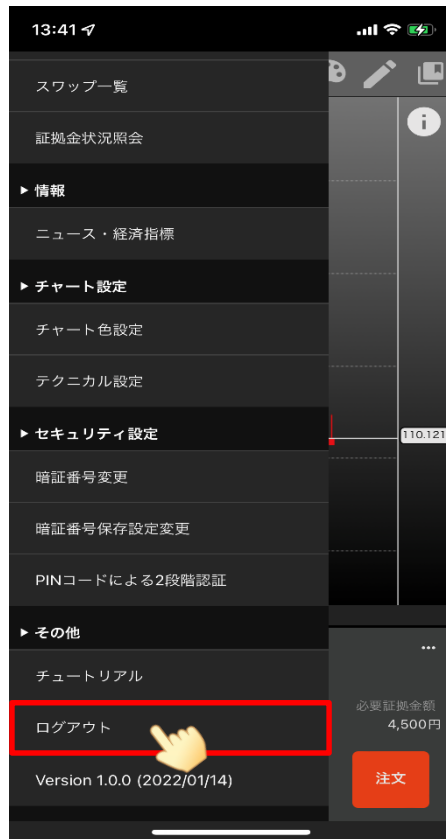 13:41
スワップ一覧
証拠金状況照会
▶ 情報
ニュース・経済指標
▶ チャート設定
チャート色設定
テクニカル設定
▶ セキュリティ設定
110.121
暗証番号変更
暗証番号保存設定変更
PINコードによる2段階認証
▶ その他
...
チュートリアル
必要証拠金額
4,500円
ログアウト
Version 1.0.0 (2022/01/14)
注文